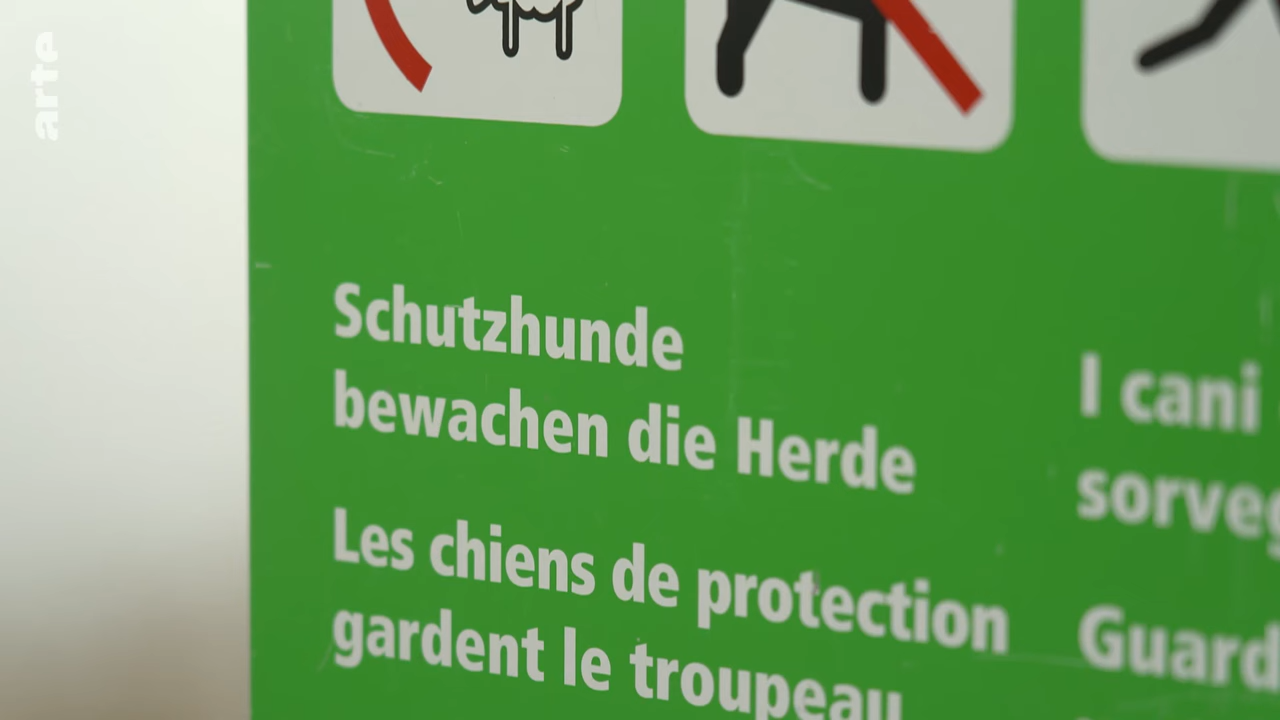 arte
Schutzhunde
bewachen die Herde
Les chiens de protection
gardent le troupeau
I cani